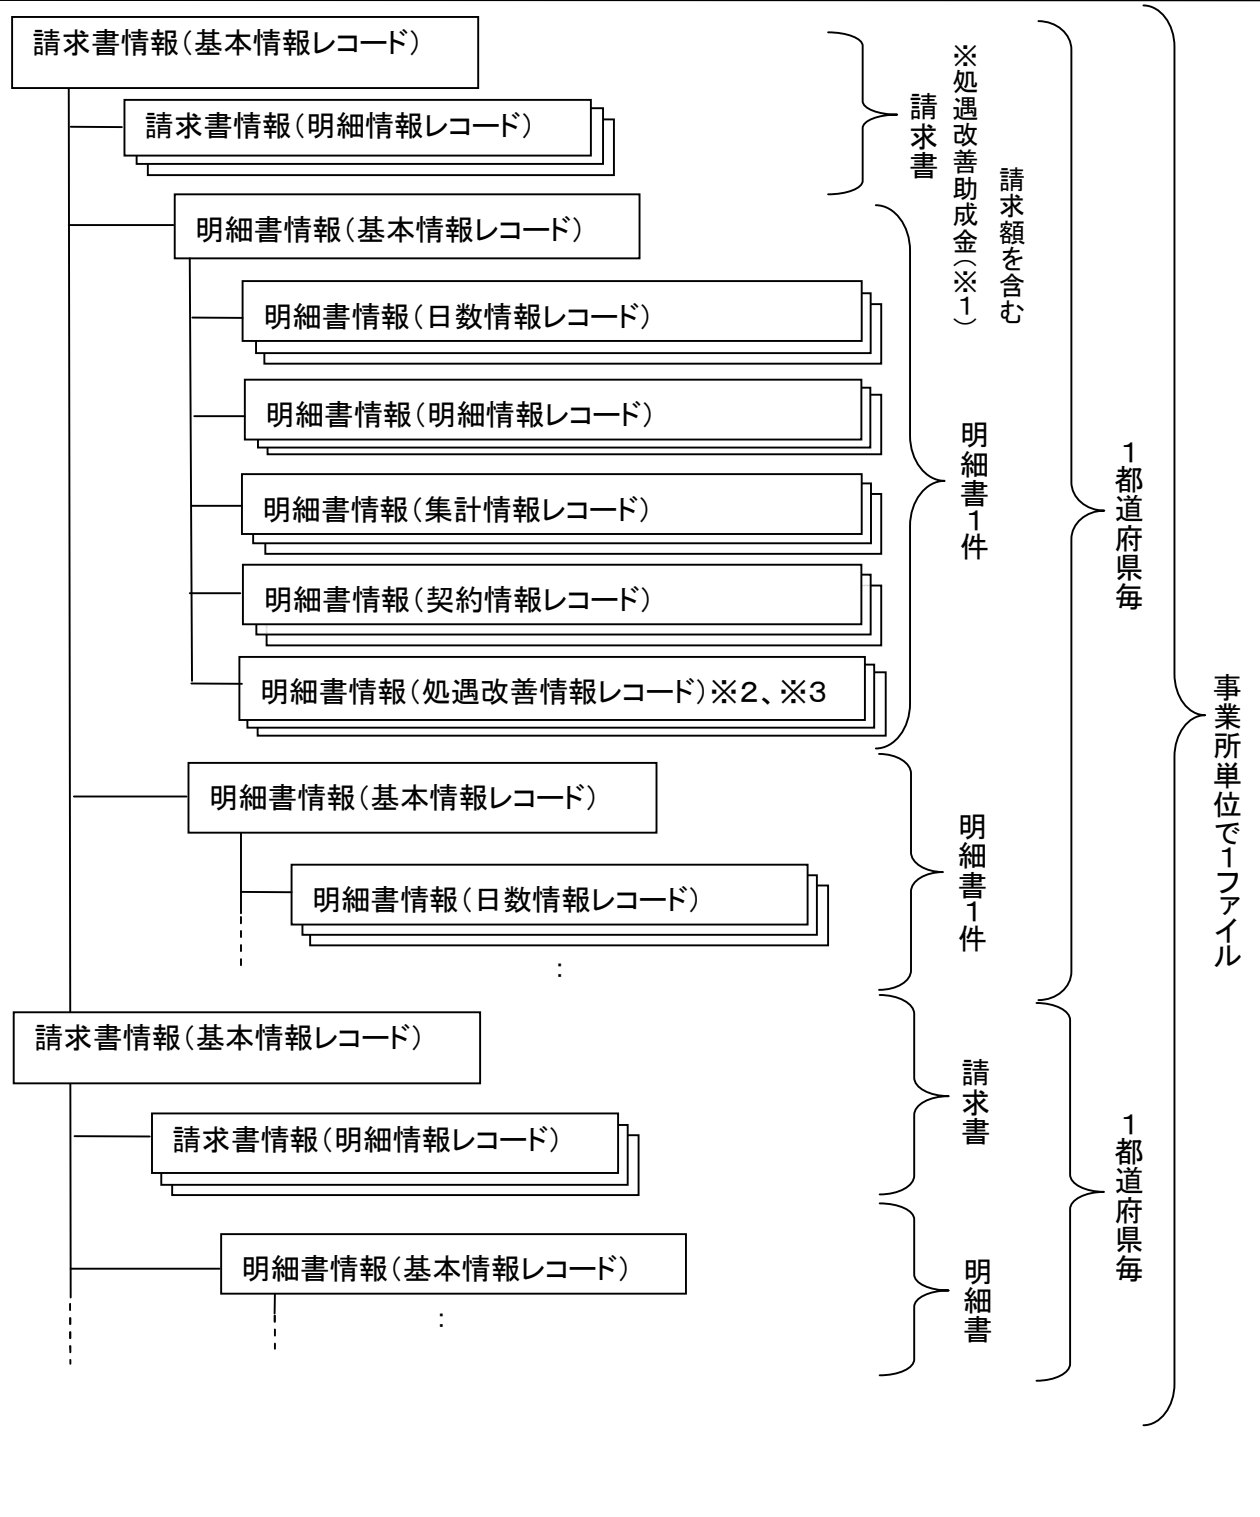 請求書情報（基本情報レコード）
請求書情報（明細情報レコード）
明細書情報（基本情報レコード）
明細書情報（日数情報レコード）
明細書情報（明細情報レコード）
明細書情報（集計情報レコード）
明細書情報（契約情報レコード）
明細書情報（処遇改善情報レコード）※２、※３
明細書情報（基本情報レコード）
明細書情報（日数情報レコード）
：
請求書情報（基本情報レコード）
請求書情報（明細情報レコード）
明細書情報（基本情報レコード）
：
請求書
※処遇改善助成金（※１）
請求額を含む
明細書１件
明細書１件
請求書
明細書
１都道府県毎
１都道府県毎
事業所単位で１ファイル